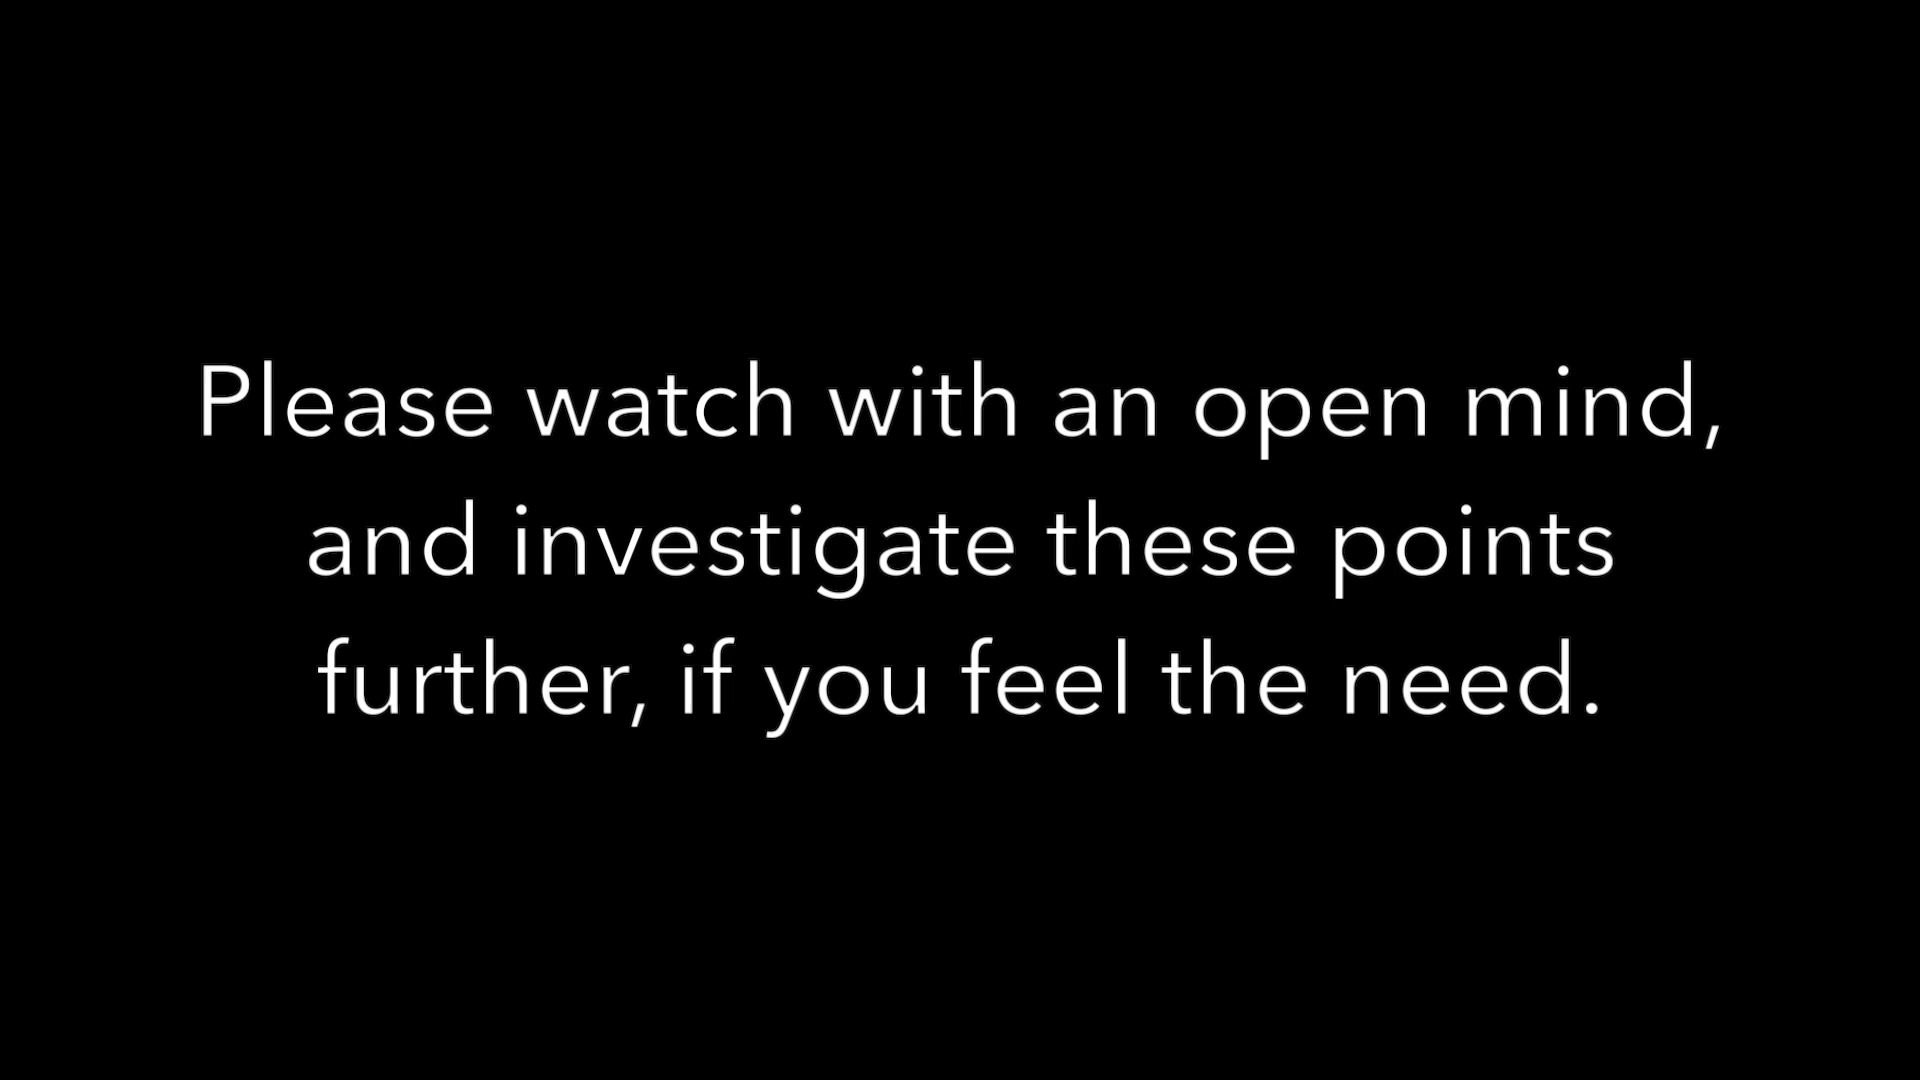 Please watch with an open mind,
and investigate these points
further, if you feel the need.